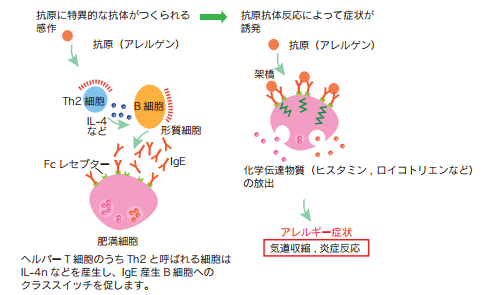 抗原に特異的な抗体がつくられる
感作
抗原（アレルゲン）
Th2 細胞
B 細胞
IL-4
など
形質細胞
Fc レセプター
IgE
肥満細胞
ヘルパー T 細胞のうち Th2 と呼ばれる細胞は
IL-4n などを産生し、IgE 産生 B 細胞への
クラススイッチを促します。
抗原抗体反応によって症状が
誘発
抗原（アレルゲン）
架橋
化学伝達物質（ヒスタミン , ロイコトリエンなど）
の放出
アレルギー症状
気道収縮 , 炎症反応